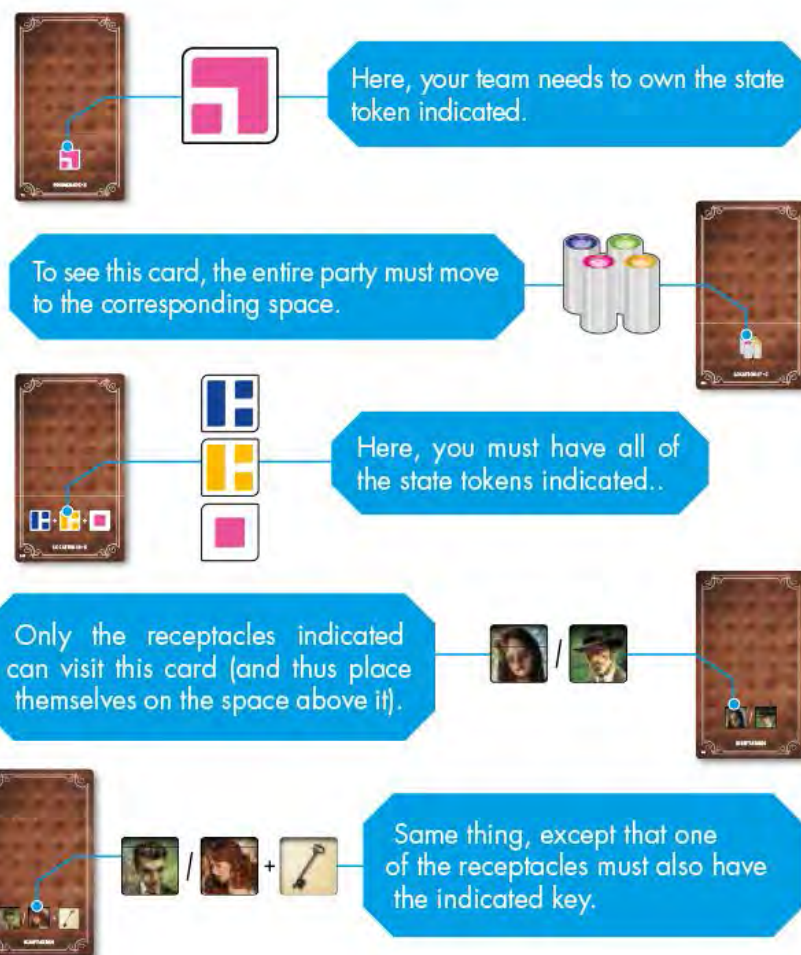 Here, your team needs to own the state
token indicated.
To see this card, the entire party must move
to the corresponding space.
Here, you must have all of
the state tokens indicated..
Only the receptacles indicated
can visit this card (and thus place
themselves on the space above it).
/
/ +
Same thing, except that one
of the receptacles must also have
the indicated key.